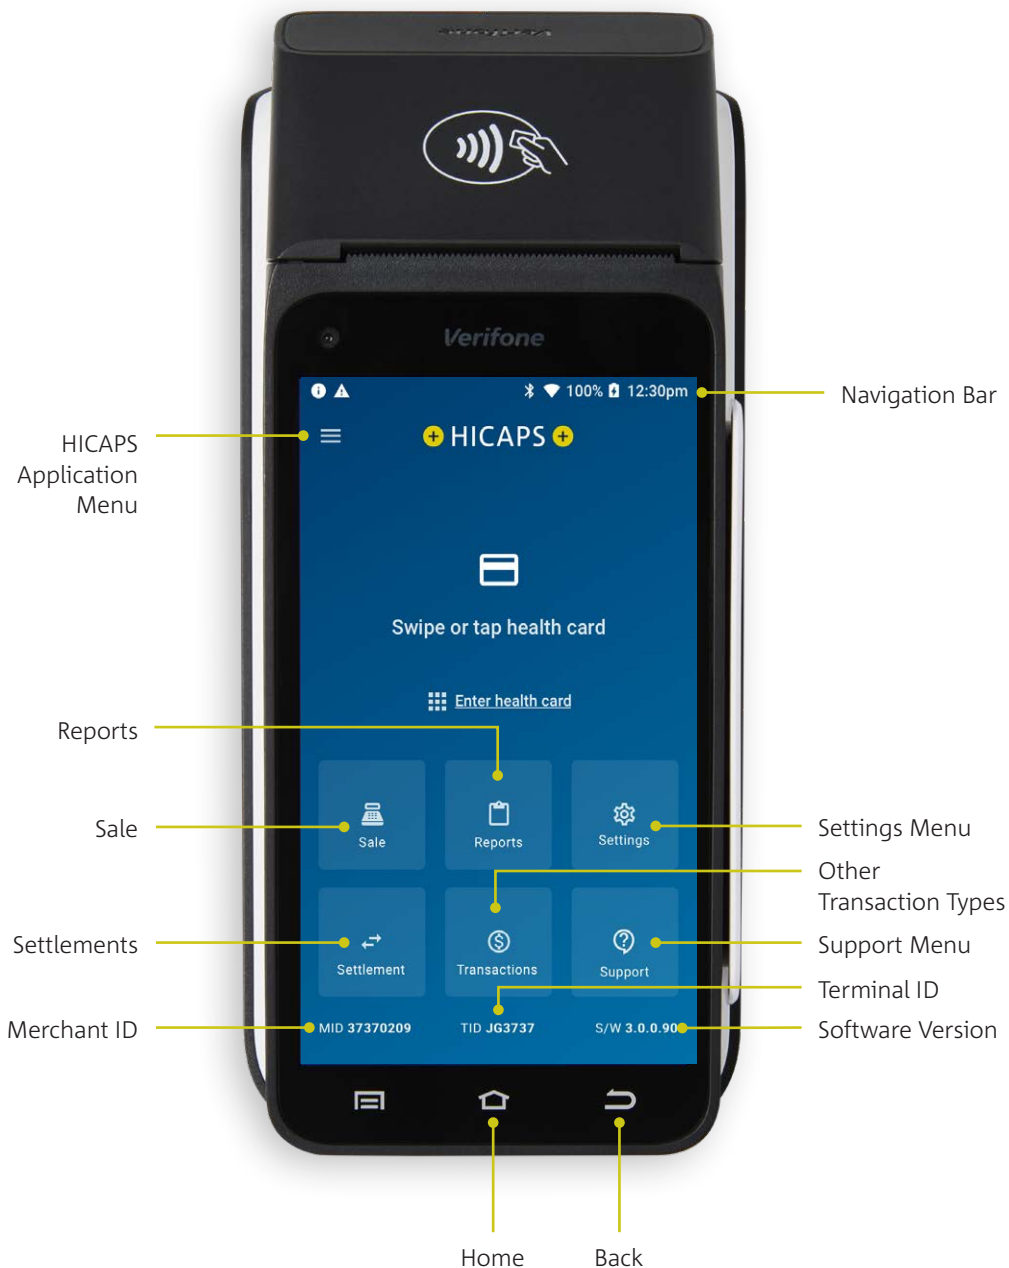 Verifone
Verifone
100% 12:30pm
Navigation Bar
HICAPS
HICAPS
Application
Menu
Swipe or tap health card
Enter health card
Reports
Sale
Sale
Reports
Settings
Settings Menu
Other
Transaction Types
Settlements
Settlement
Transactions
Support
Support Menu
Terminal ID
Merchant ID
MID 37370209
TID JG3737
S/W 3.0.0.90
Software Version
Home
Back